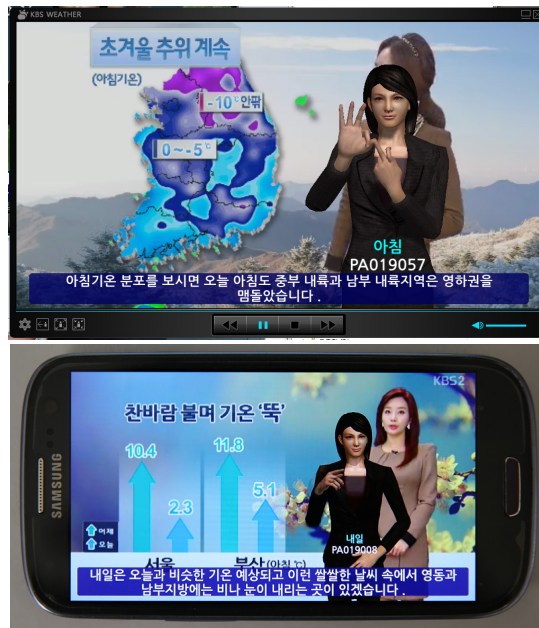 KBS WEATHER
초겨울 추위 계속
(아침기온)
-10℃안팎
0~-5℃
아침
PA019057
아침기온 분포를 보시면 오늘 아침도 중부 내륙과 남부 내륙지역은 영하권을
맴돌았습니다 .
KBS2
찬바람 불며 기온 '뚝'
10.4
11.8
2.3
5.1
어제
오늘
내일
PA019008
서울
부산(아침 ℃)
내일은 오늘과 비슷한 기온 예상되고 이런 쌀쌀한 날씨 속에서 영동과
남부지방에는 비나 눈이 내리는 곳이 있겠습니다 .
SAMSUNG